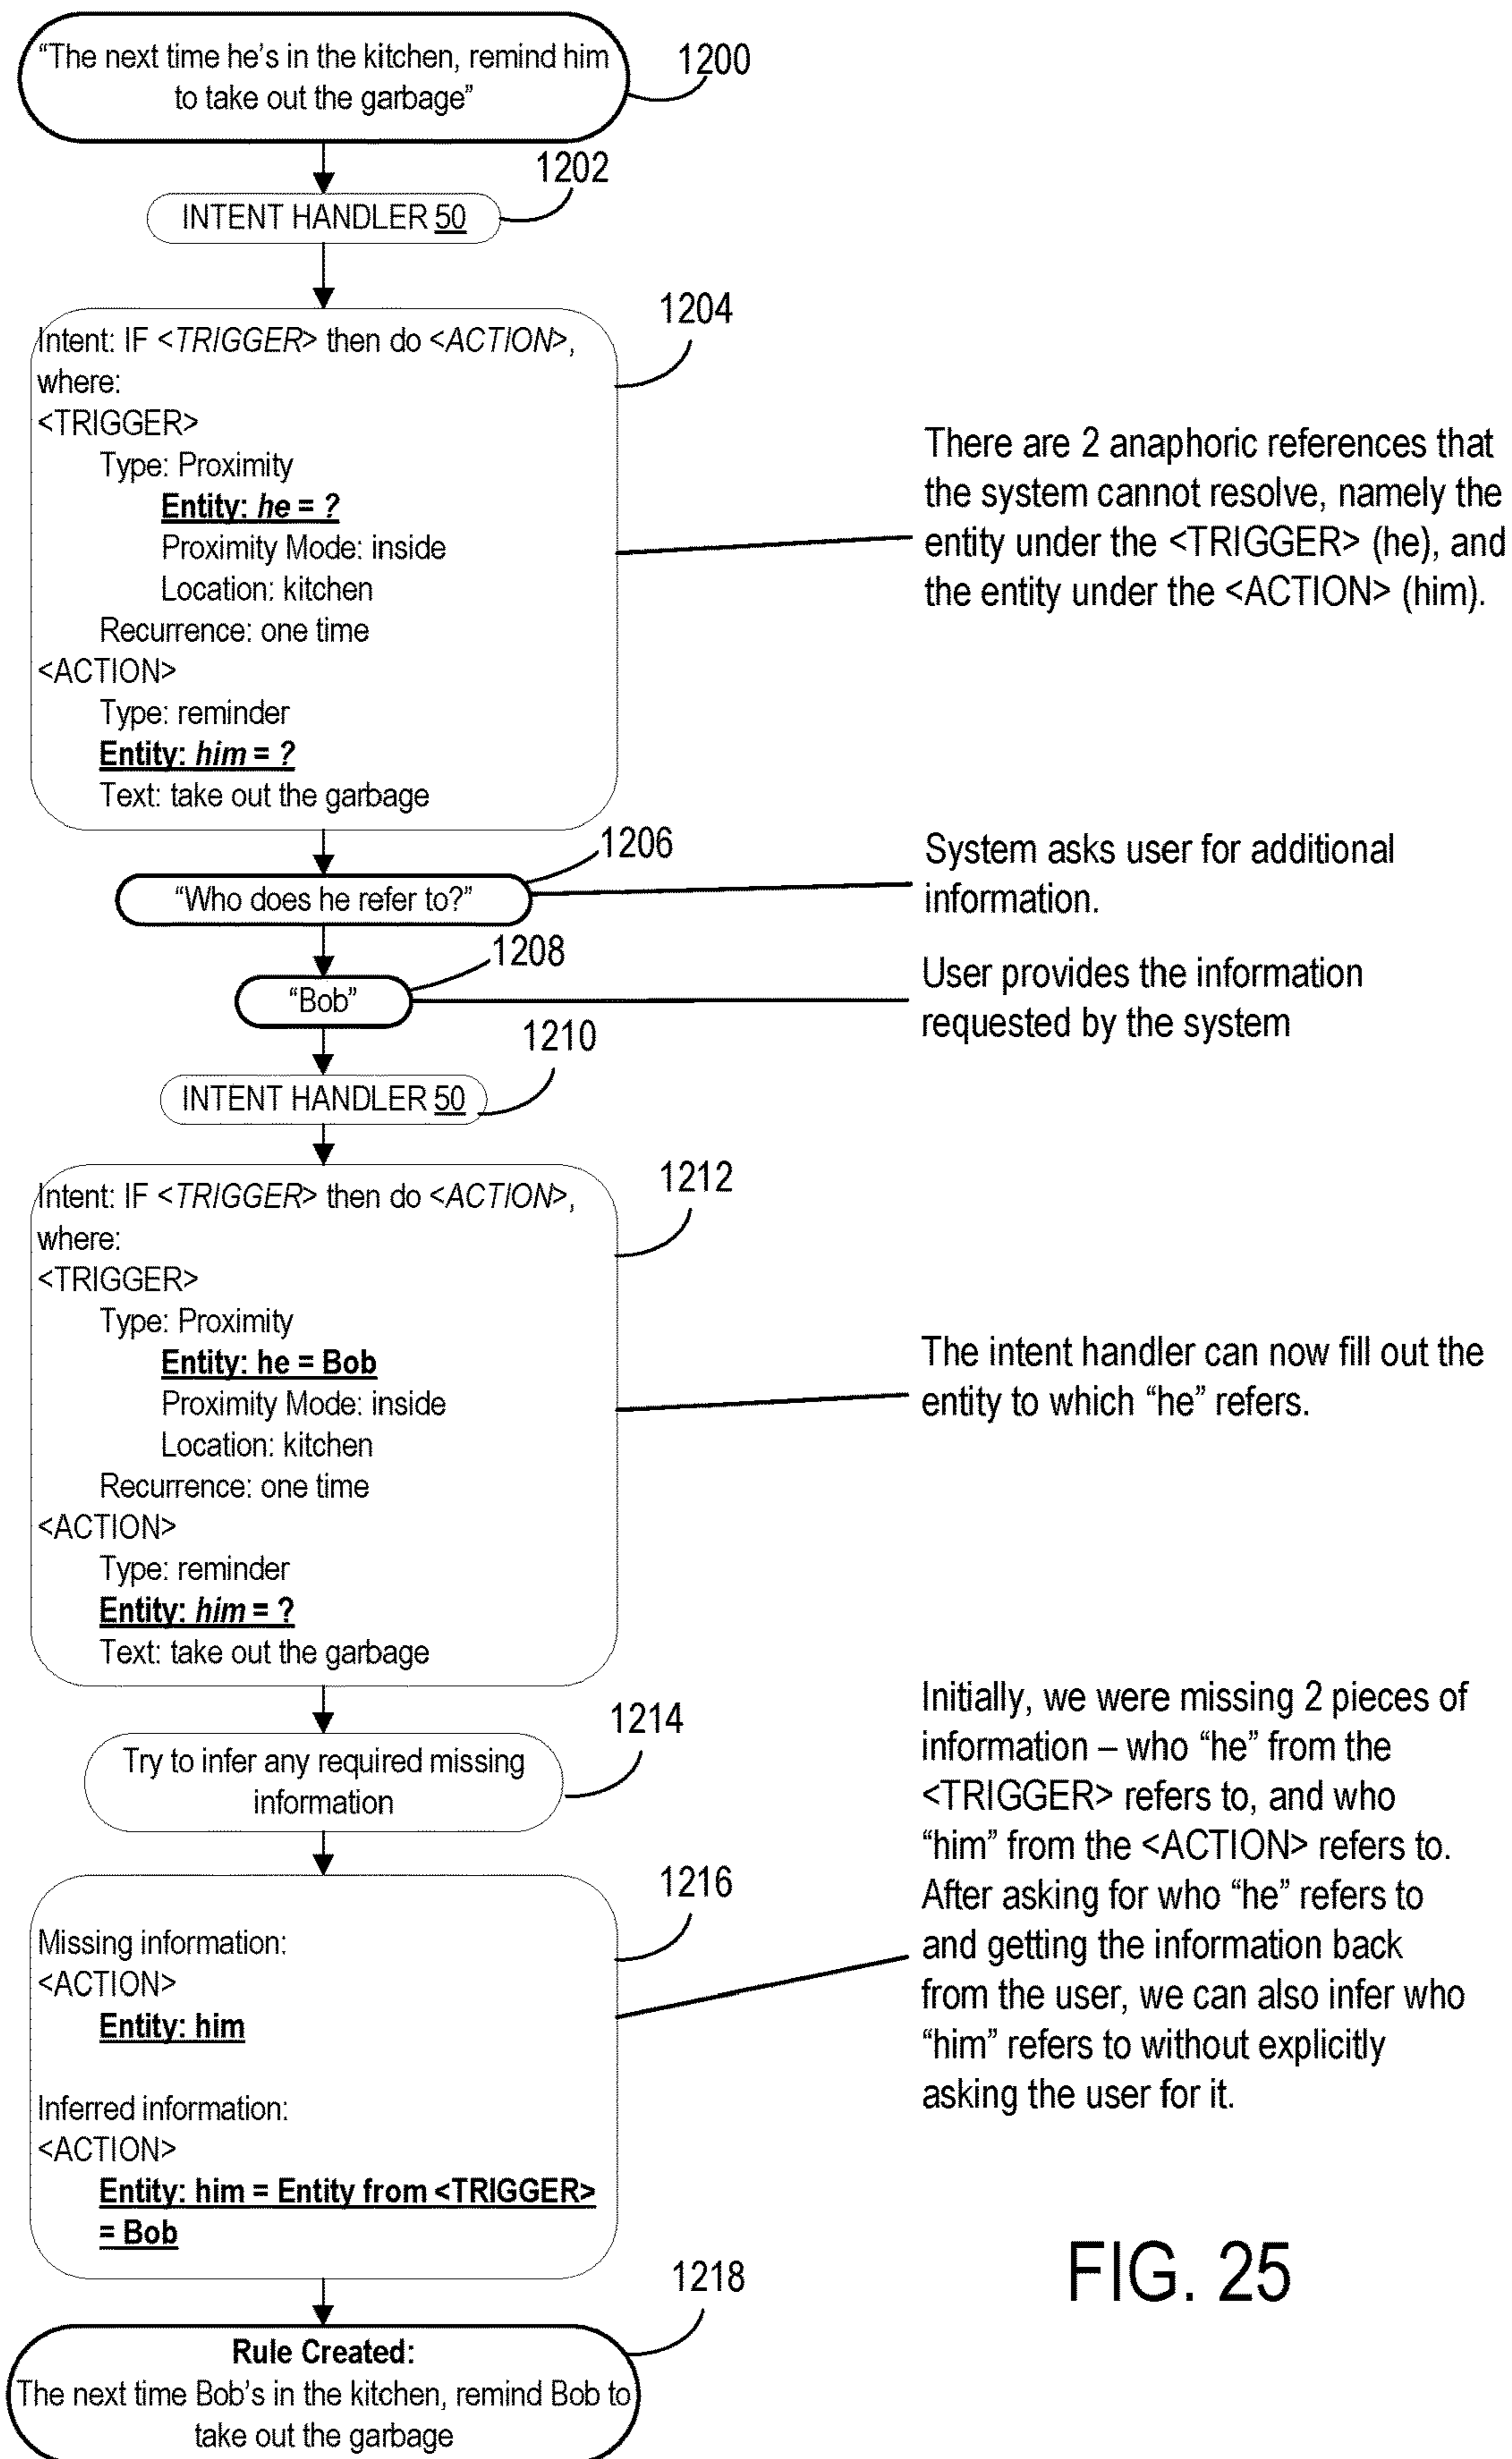 “The next time he’s in the kitchen, remind him
to take out the garbage”
1200
1202
INTENT HANDLER 50
1204
Intent: IF <TRIGGER> then do <ACTION>,
where:
<TRIGGER>
Type: Proximity
Entity: he = ?
Proximity Mode: inside
Location: kitchen
Recurrence: one time
<ACTION>
Type: reminder
Entity: him = ?
Text: take out the garbage
There are 2 anaphoric references that
the system cannot resolve, namely the
entity under the <TRIGGER> (he), and
the entity under the <ACTION> (him).
1206
“Who does he refer to?”
System asks user for additional
information.
1208
“Bob”
User provides the information
requested by the system
1210
INTENT HANDLER 50
1212
Intent: IF <TRIGGER> then do <ACTION>,
where:
<TRIGGER>
Type: Proximity
Entity: he = Bob
Proximity Mode: inside
Location: kitchen
Recurrence: one time
<ACTION>
Type: reminder
Entity: him = ?
Text: take out the garbage
The intent handler can now fill out the
entity to which “he” refers.
1214
Try to infer any required missing
information
1216
Missing information:
<ACTION>
Entity: him
Inferred information:
<ACTION>
Entity: him = Entity from <TRIGGER>
= Bob
Initially, we were missing 2 pieces of
information – who “he” from the
<TRIGGER> refers to, and who
“him” from the <ACTION> refers to.
After asking for who “he” refers to
and getting the information back
from the user, we can also infer who
“him” refers to without explicitly
asking the user for it.
1218
Rule Created:
The next time Bob’s in the kitchen, remind Bob to
take out the garbage
FIG. 25